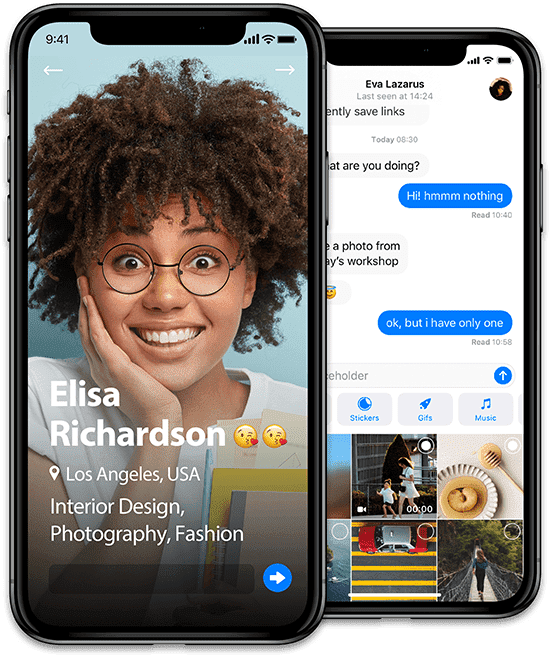 9:41
Elisa
Richardson 😘😘
Los Angeles, USA
Interior Design,
Photography, Fashion
Eva Lazarus
Last seen at 14:24
ently save links
Today 08:30
at are you doing?
Hi! hmmm nothing
Read 10:40
e a photo from
y's workshop
ok, but i have only one
Read 10:58
ceholder
Stickers
Gifs
Music
00:00